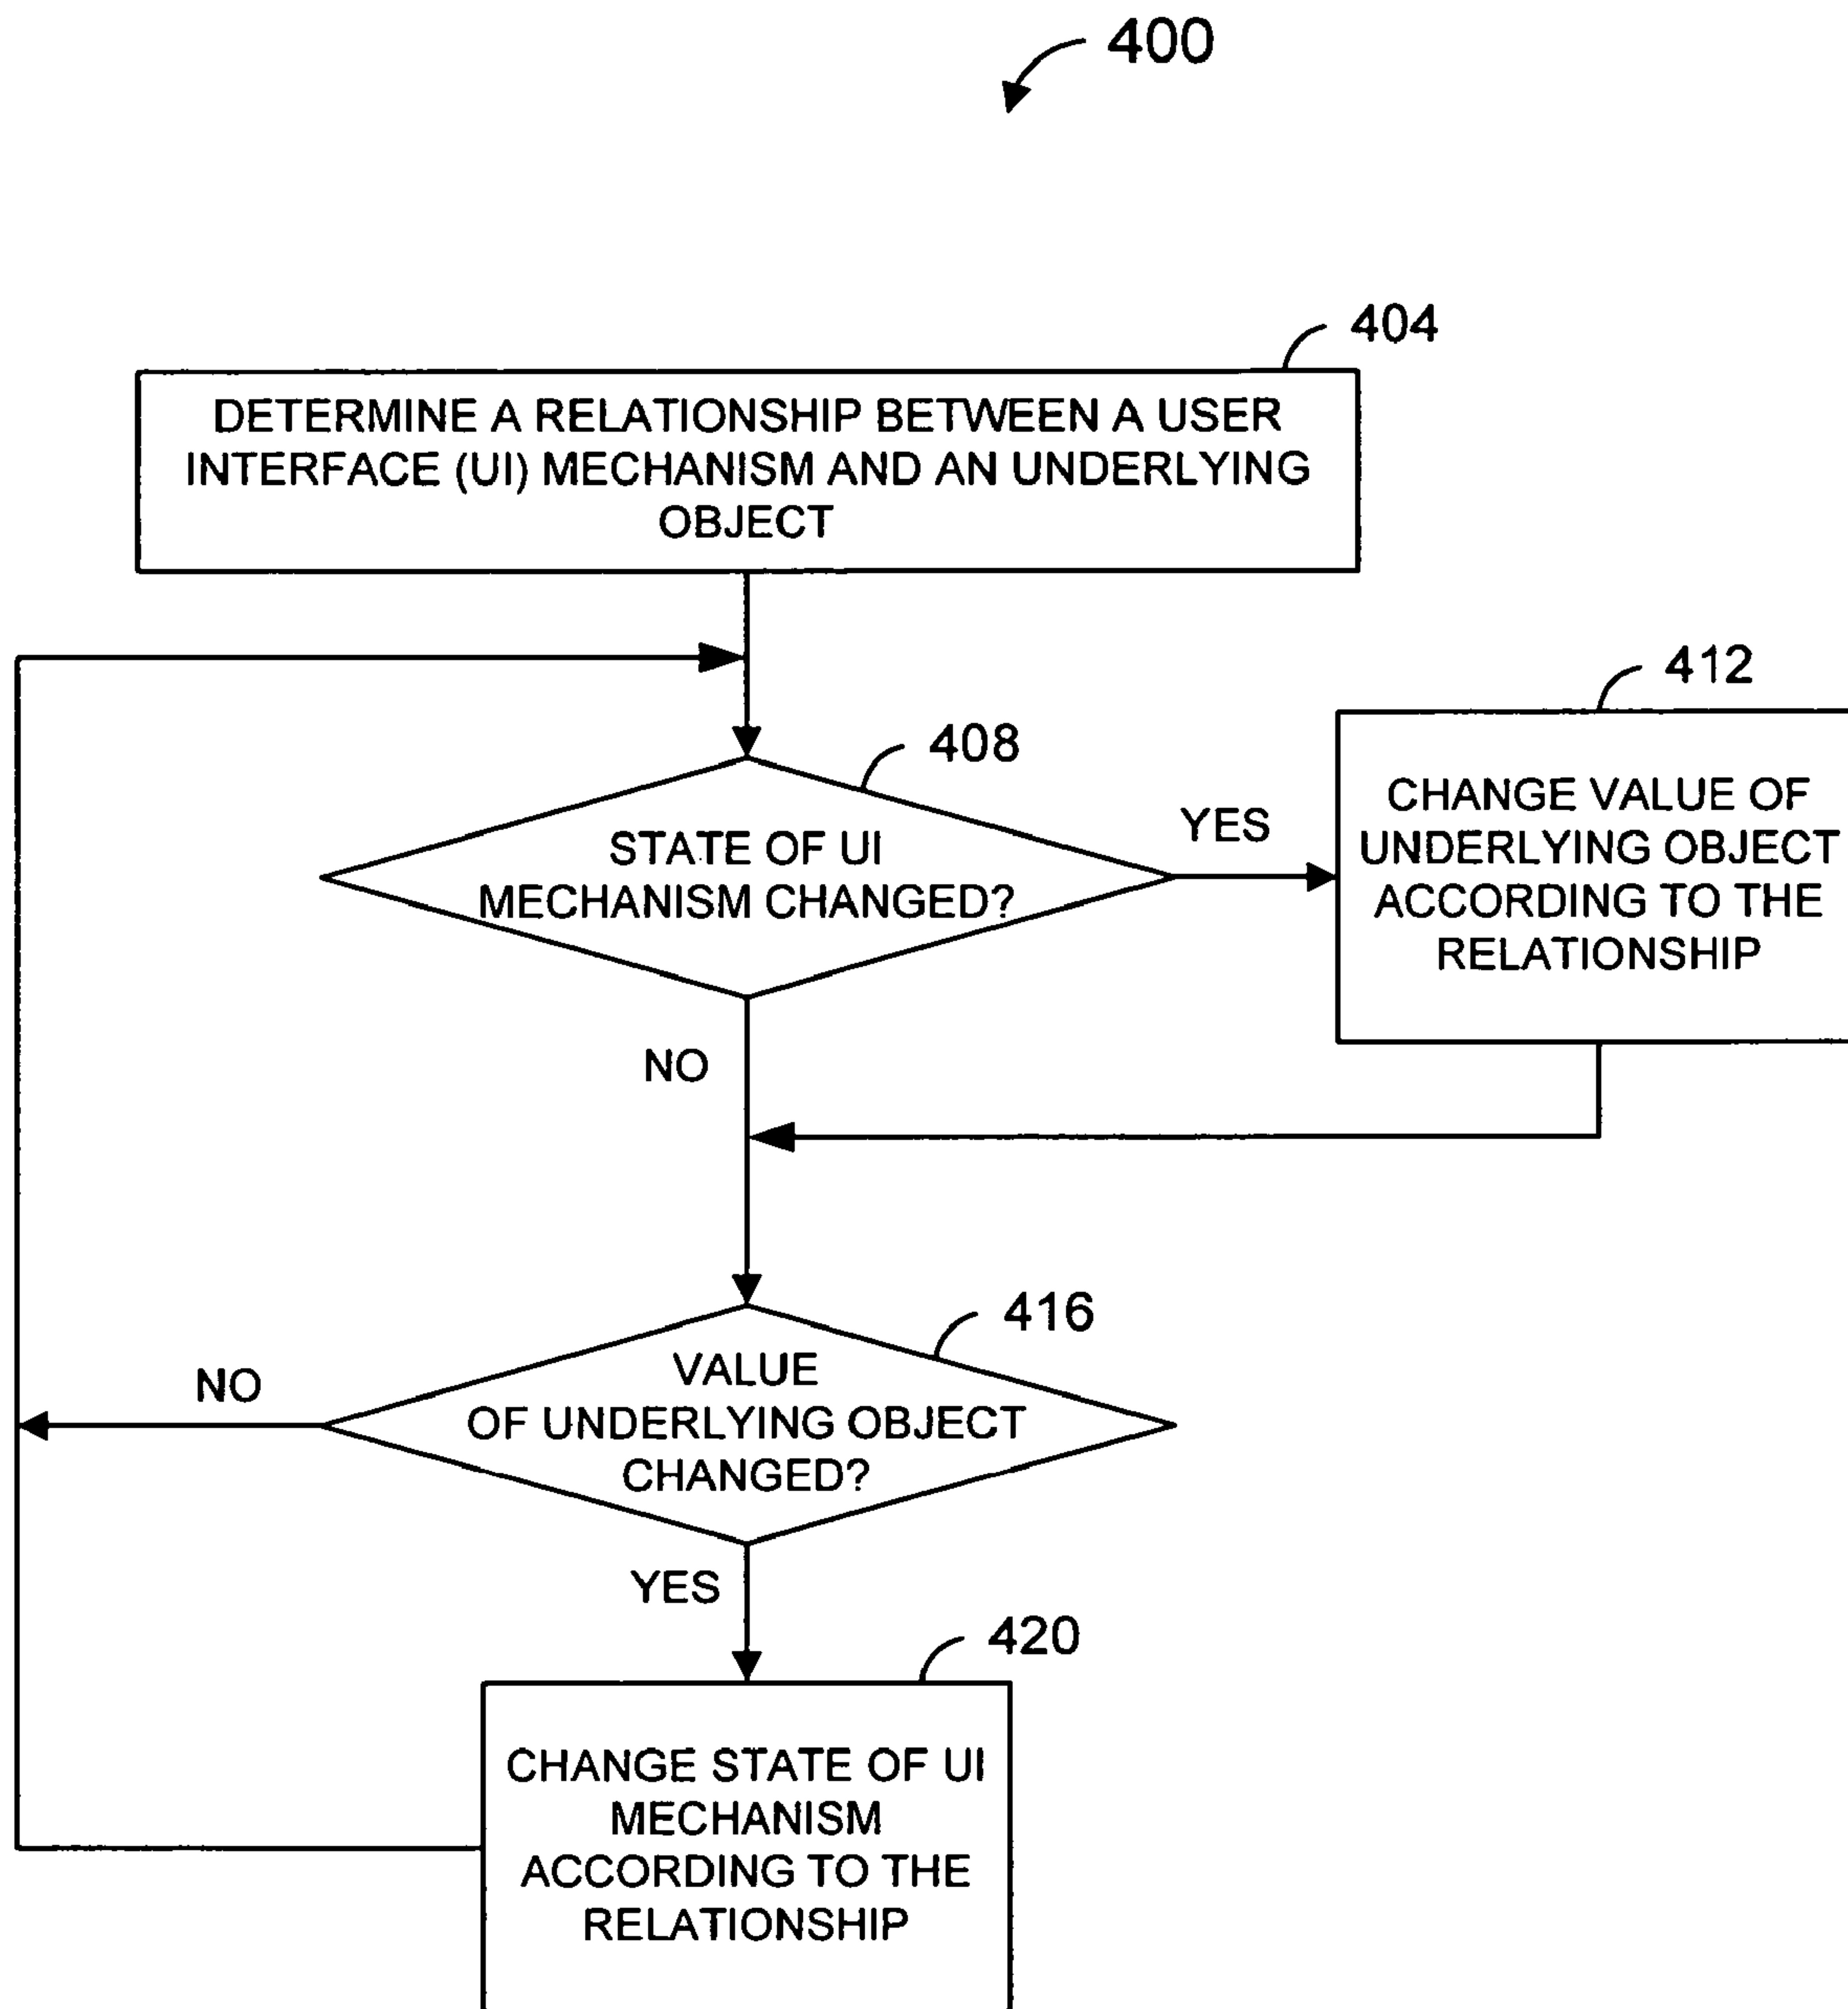 400
404
DETERMINE A RELATIONSHIP BETWEEN A USER
INTERFACE (UI) MECHANISM AND AN UNDERLYING
OBJECT
408
STATE OF UI
MECHANISM CHANGED?
YES
412
CHANGE VALUE OF
UNDERLYING OBJECT
ACCORDING TO THE
RELATIONSHIP
NO
416
VALUE
OF UNDERLYING OBJECT
CHANGED?
NO
YES
420
CHANGE STATE OF UI
MECHANISM
ACCORDING TO THE
RELATIONSHIP